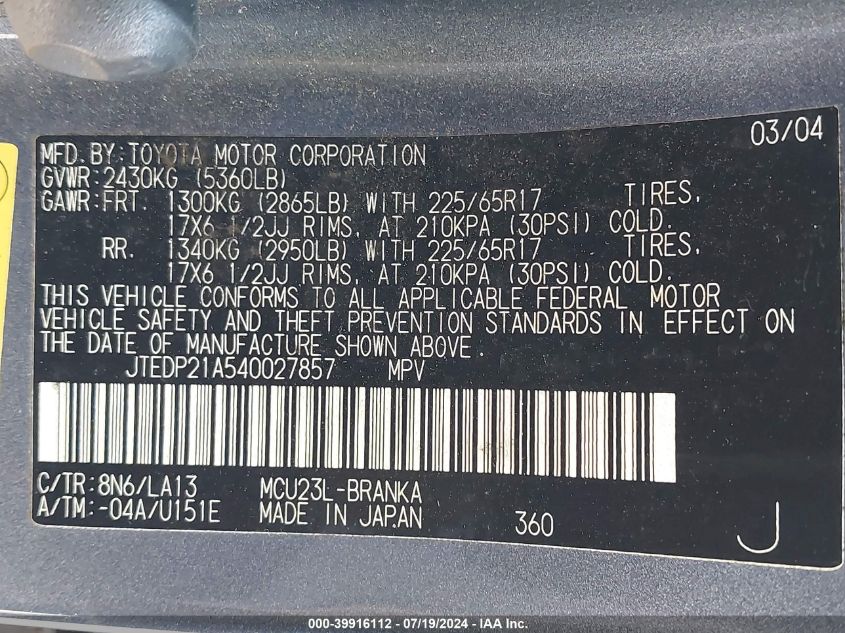 03/04
MFD. BY: TOYOTA MOTOR CORPORATION
GVWR: 2430KG (5360LB)
GAWR: FRT. 1300KG (2865LB) WITH 225/65R17 TIRES,
17X6 1/2JJ RIMS, AT 210KPA (30PSI) COLD.
RR. 1340KG (2950LB) WITH 225/65R17 TIRES,
17X6 1/2JJ RIMS, AT 210KPA (30PSI) COLD.
THIS VEHICLE CONFORMS TO ALL APPLICABLE FEDERAL MOTOR
VEHICLE SAFETY AND THEFT PREVENTION STANDARDS IN EFFECT ON
THE DATE OF MANUFACTURE SHOWN ABOVE.
JTEDP21A540027857 MPV
C/TR: 8N6/LA13 MCU23L-BRANKA
A/TM: -04A/U151E MADE IN JAPAN 360 J
000-39916112 - 07/19/2024 - IAA Inc.